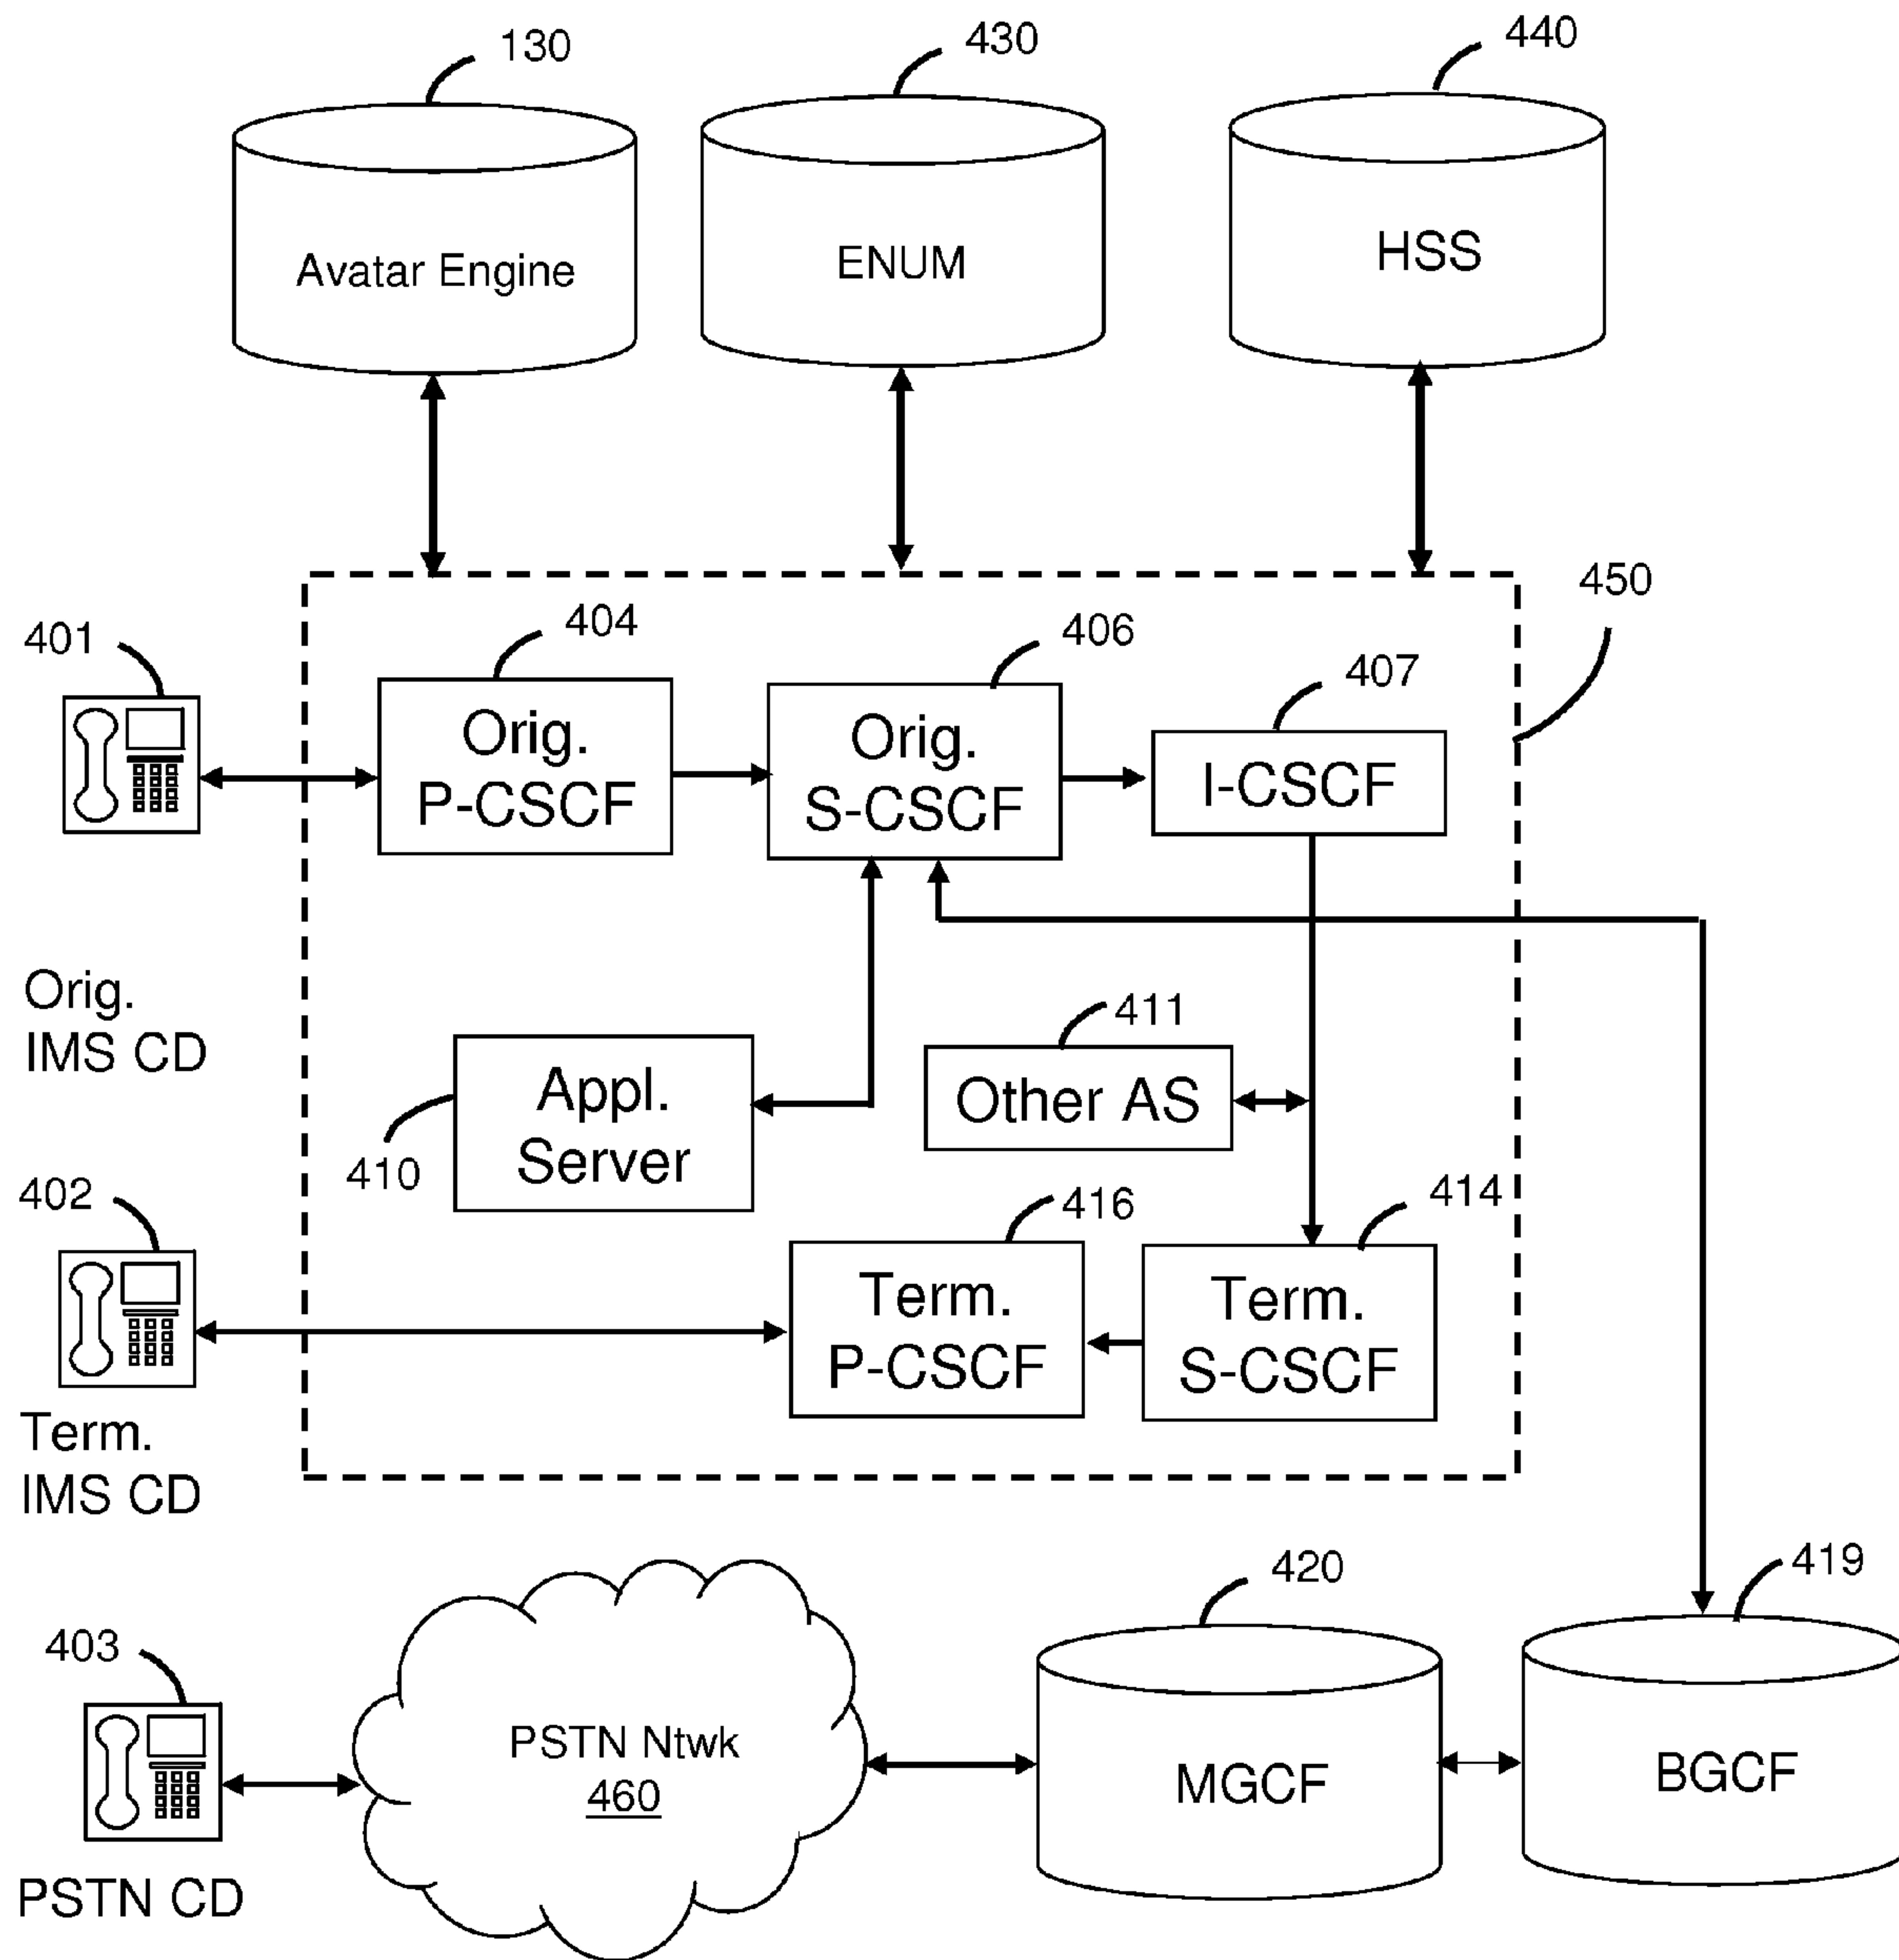 130
430
440
Avatar Engine
ENUM
HSS
450
401
404
406
407
Orig.
P-CSCF
Orig.
S-CSCF
I-CSCF
Orig.
IMS CD
411
Other AS
Appl.
Server
410
402
416
414
Term.
P-CSCF
Term.
S-CSCF
Term.
IMS CD
420
419
403
PSTN Ntwk
460
MGCF
BGCF
PSTN CD